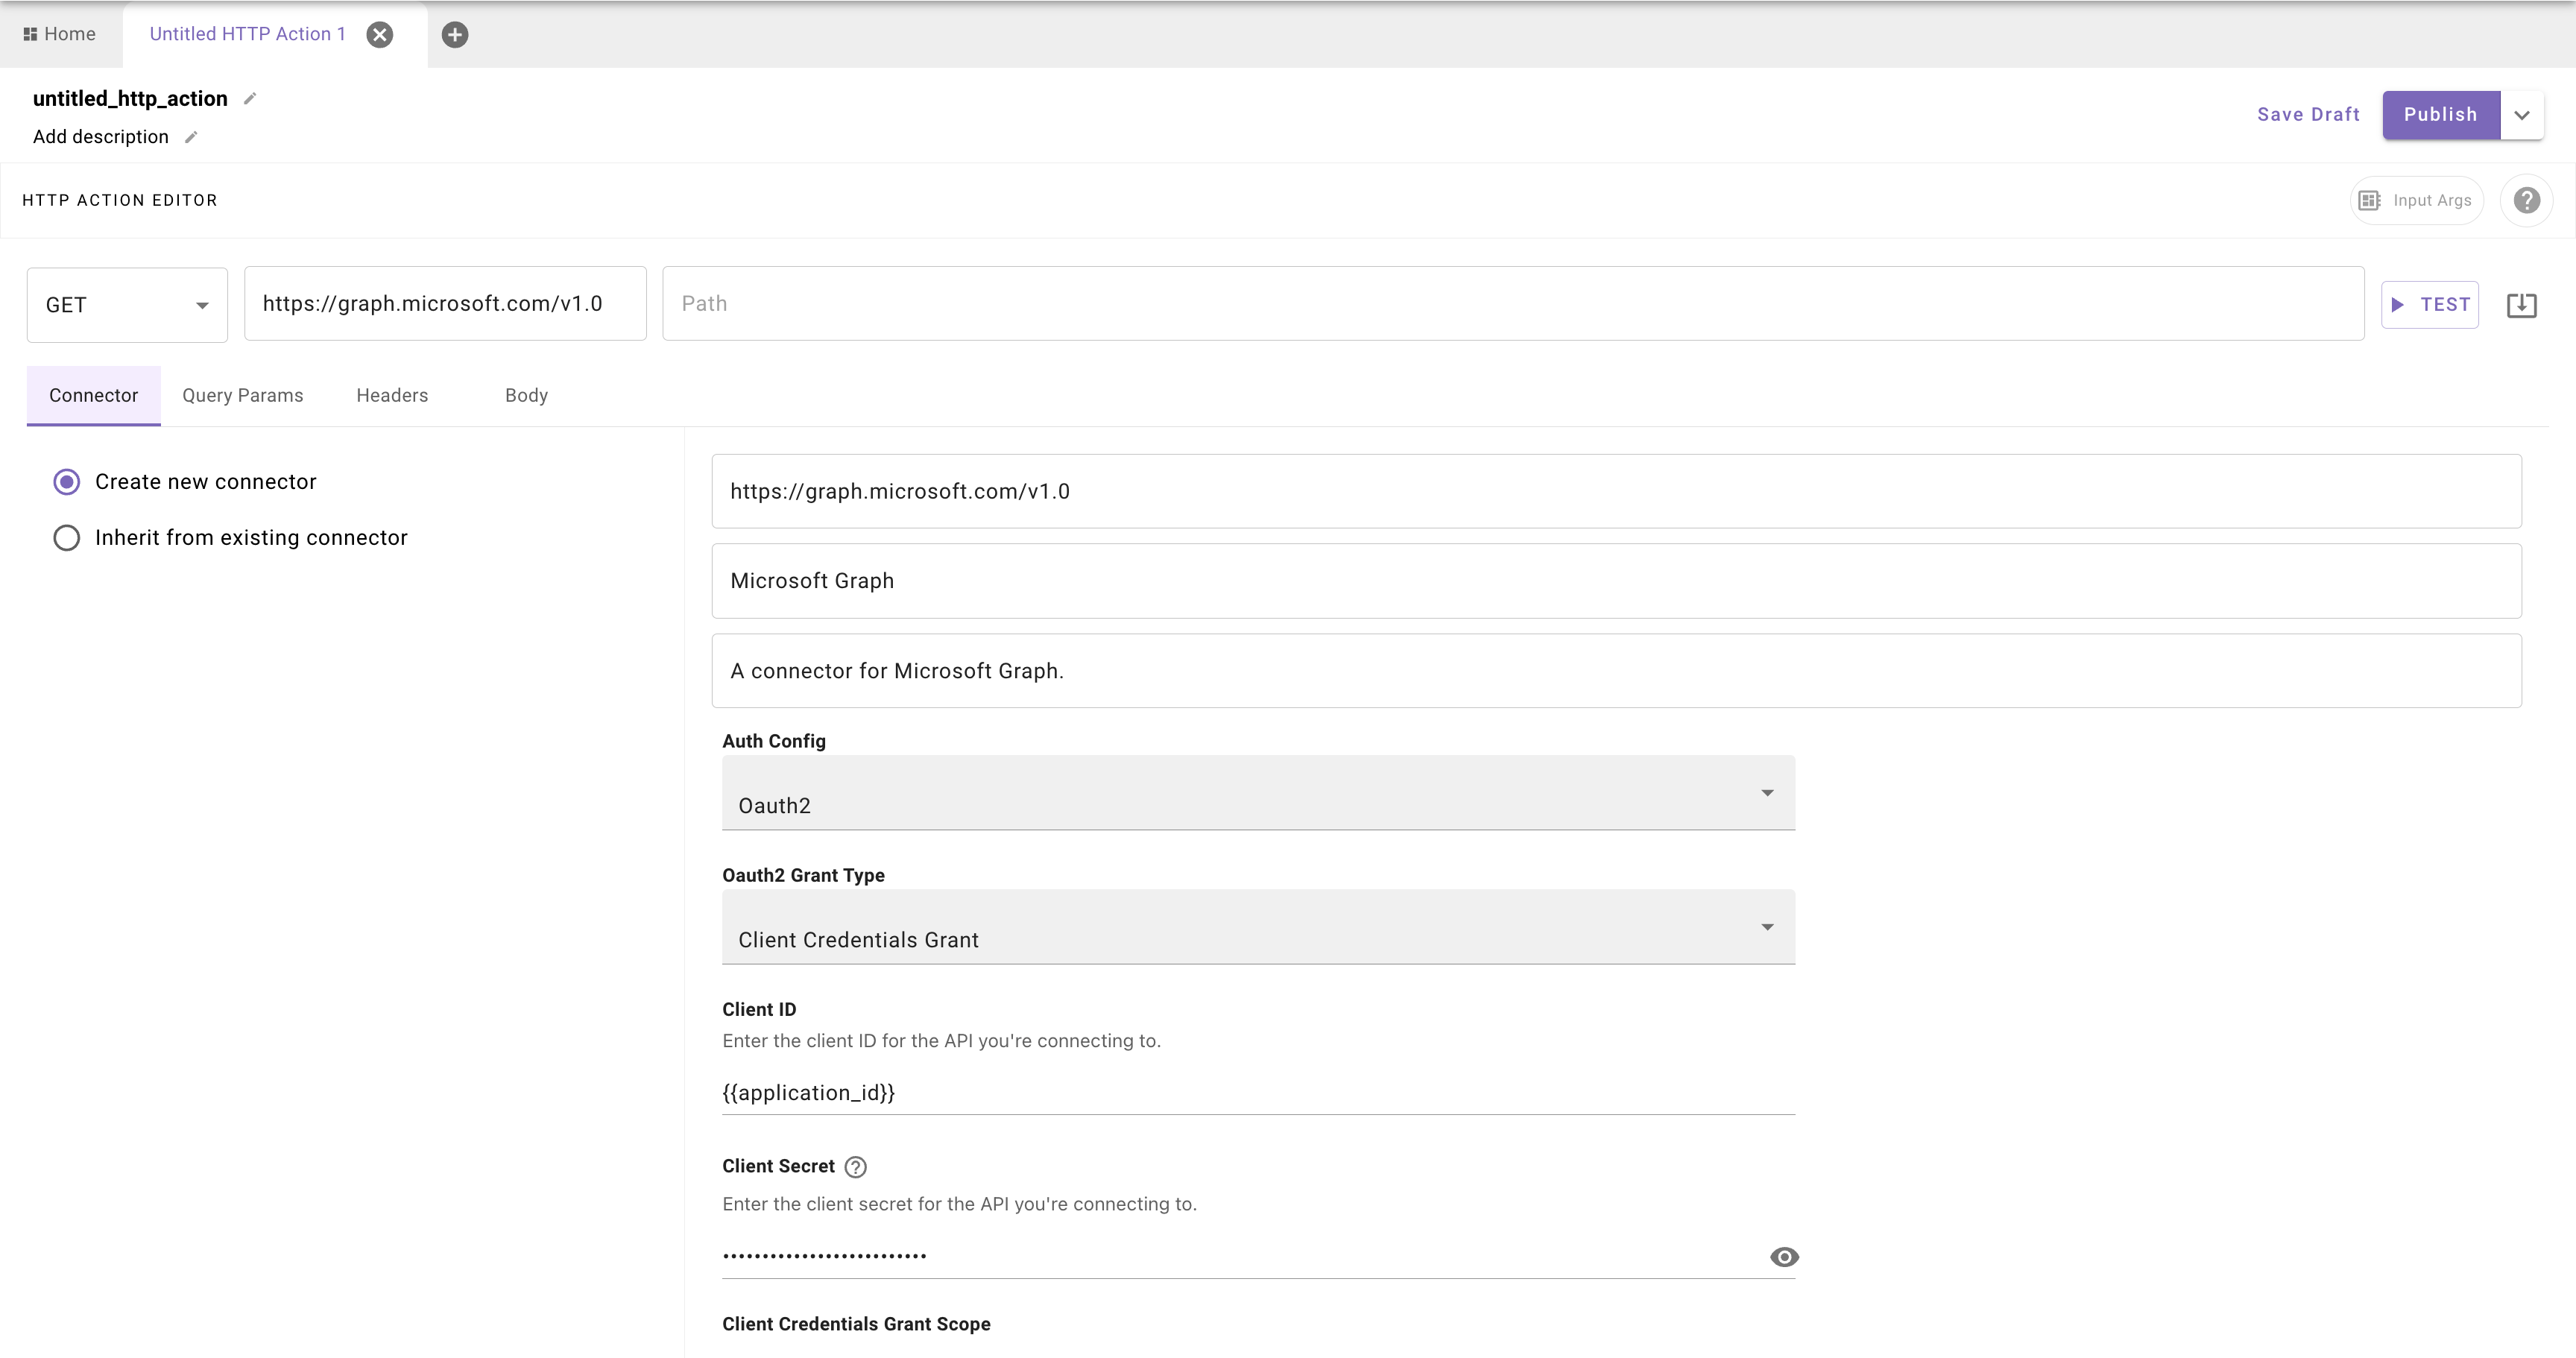 Home
Untitled HTTP Action 1
untitled_http_action
Add description
Save Draft
Publish
HTTP ACTION EDITOR
Input Args
GET
https://graph.microsoft.com/v1.0
Path
TEST
Connector
Query Params
Headers
Body
Create new connector
Inherit from existing connector
https://graph.microsoft.com/v1.0
Microsoft Graph
A connector for Microsoft Graph.
Auth Config
Oauth2
Oauth2 Grant Type
Client Credentials Grant
Client ID
Enter the client ID for the API you're connecting to.
{{application_id}}
Client Secret
Enter the client secret for the API you're connecting to.
••••••••••••••••••••••••••
Client Credentials Grant Scope